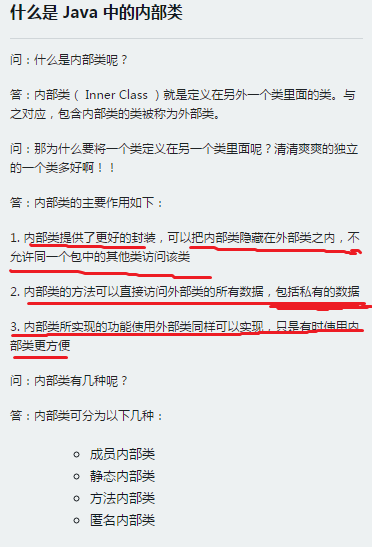 什么是 Java 中的内部类
问：什么是内部类呢？
答：内部类（ Inner Class ）就是定义在另外一个类里面的类。与
之对应，包含内部类的类被称为外部类。
问：那为什么要将一个类定义在另一个类里面呢？清清爽爽的独立
的一个类多好啊！！
答：内部类的主要作用如下：
1. 内部类提供了更好的封装，可以把内部类隐藏在外部类之内，不
允许同一个包中的其他类访问该类
2. 内部类的方法可以直接访问外部类的所有数据，包括私有的数据
3. 内部类所实现的功能使用外部类同样可以实现，只是有时使用内
部类更方便
问：内部类有几种呢？
答：内部类可分为以下几种：
成员内部类
静态内部类
方法内部类
匿名内部类